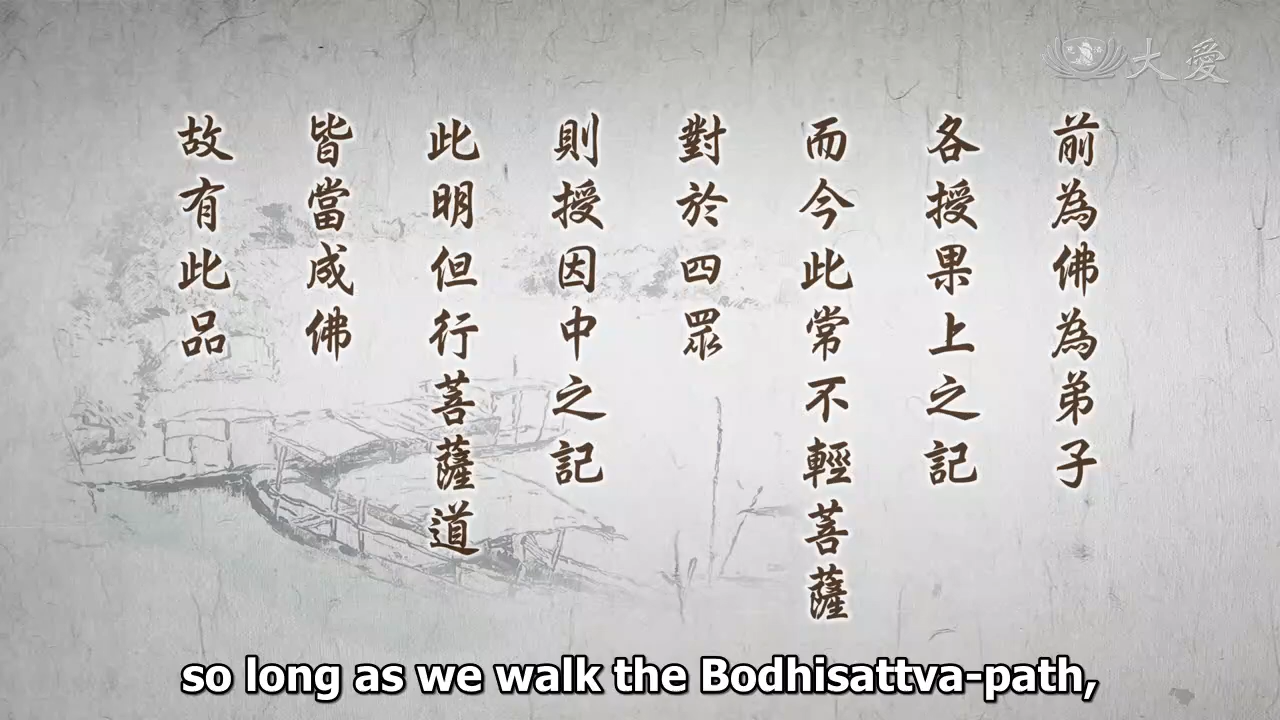 大愛
前為佛為弟子
各授果上之記
而今此常不輕菩薩
對於四眾
則授因中之記
此明但行菩薩道
皆當成佛
故有此品
so long as we walk the Bodhisattva-path,